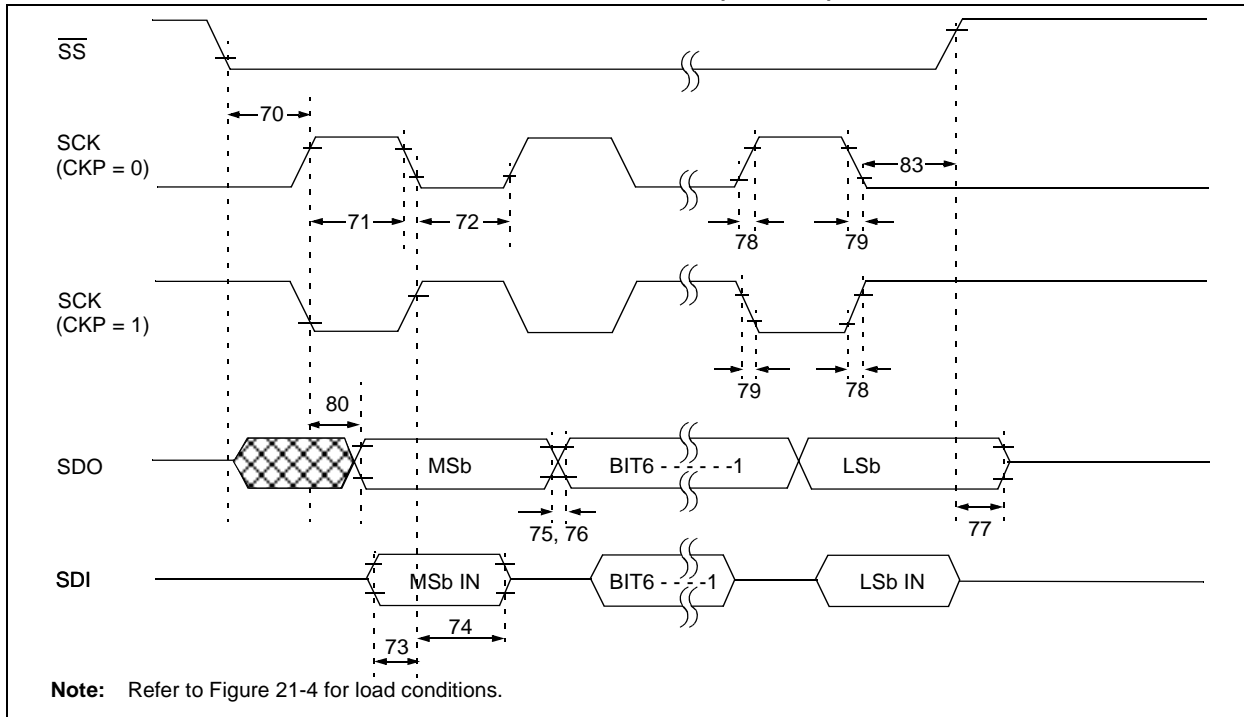 SS
70
SCK
(CKP = 0)
83
71
72
78
79
SCK
(CKP = 1)
79
78
80
SDO
MSb
BIT6 - - - - - -1
LSb
75, 76
77
SDI
MSb IN
BIT6 - - - -1
LSb IN
74
73
Note: Refer to Figure 21-4 for load conditions.